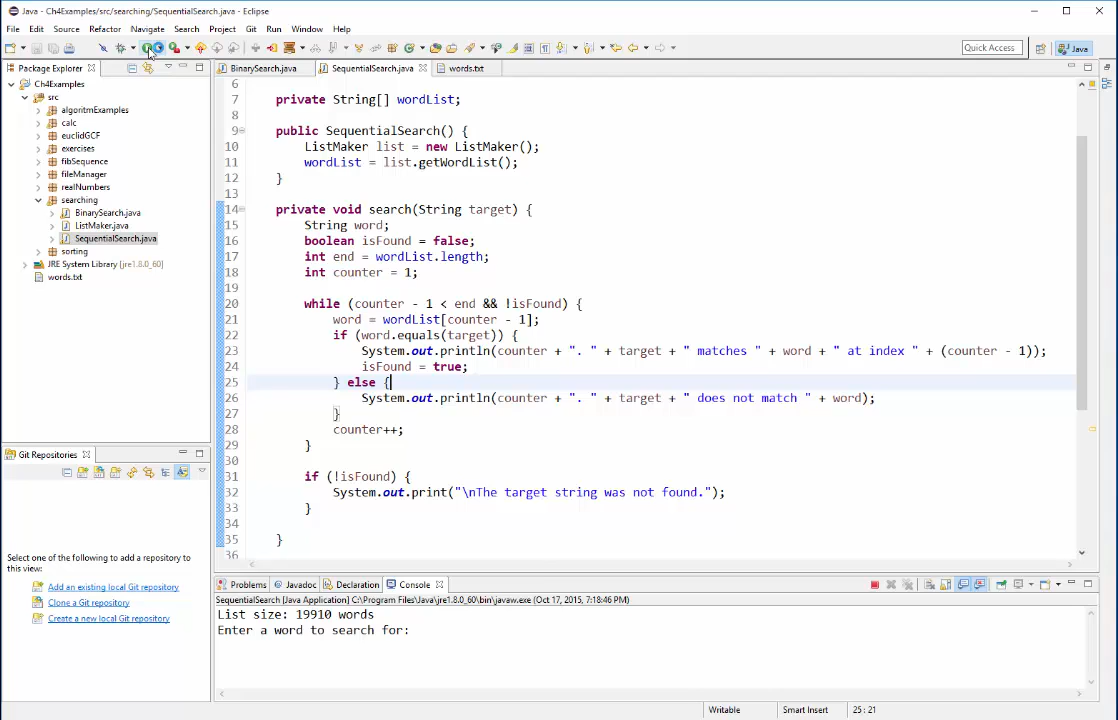 Java - Ch4Examples/src/searching/SequentialSearch.java - Eclipse
File Edit Source Refactor Navigate Search Project Git Run Window Help
Quick Access
Java
Package Explorer
BinarySearch.java SequentialSearch.java words.txt
Ch4Examples
src
algoritmExamples
calc
euclidGCF
exercises
fibSequence
fileManager
realNumbers
searching
BinarySearch.java
ListMaker.java
SequentialSearch.java
sorting
JRE System Library [jre1.8.0_60]
words.txt
6
7 private String[] wordList;
8
9 public SequentialSearch() {
10 ListMaker list = new ListMaker();
11 wordList = list.getWordList();
12 }
13
14 private void search(String target) {
15 String word;
16 boolean isFound = false;
17 int end = wordList.length;
18 int counter = 1;
19
20 while (counter - 1 < end && !isFound) {
21 word = wordList[counter - 1];
22 if (word.equals(target)) {
23 System.out.println(counter + ". " + target + " matches " + word + " at index " + (counter - 1));
24 isFound = true;
25 } else {
26 System.out.println(counter + ". " + target + " does not match " + word);
27 }
28 counter++;
29 }
30
31 if (!isFound) {
32 System.out.print("\nThe target string was not found.");
33 }
34
35 }
36
Git Repositories
Select one of the following to add a repository to
this view:
Add an existing local Git repository
Clone a Git repository
Create a new local Git repository
Problems Javadoc Declaration Console
SequentialSearch [Java Application] C:\Program Files\Java\jre1.8.0_60\bin\javaw.exe (Oct 17, 2015, 7:18:46 PM)
List size: 19910 words
Enter a word to search for:
Writable Smart Insert 25 : 21